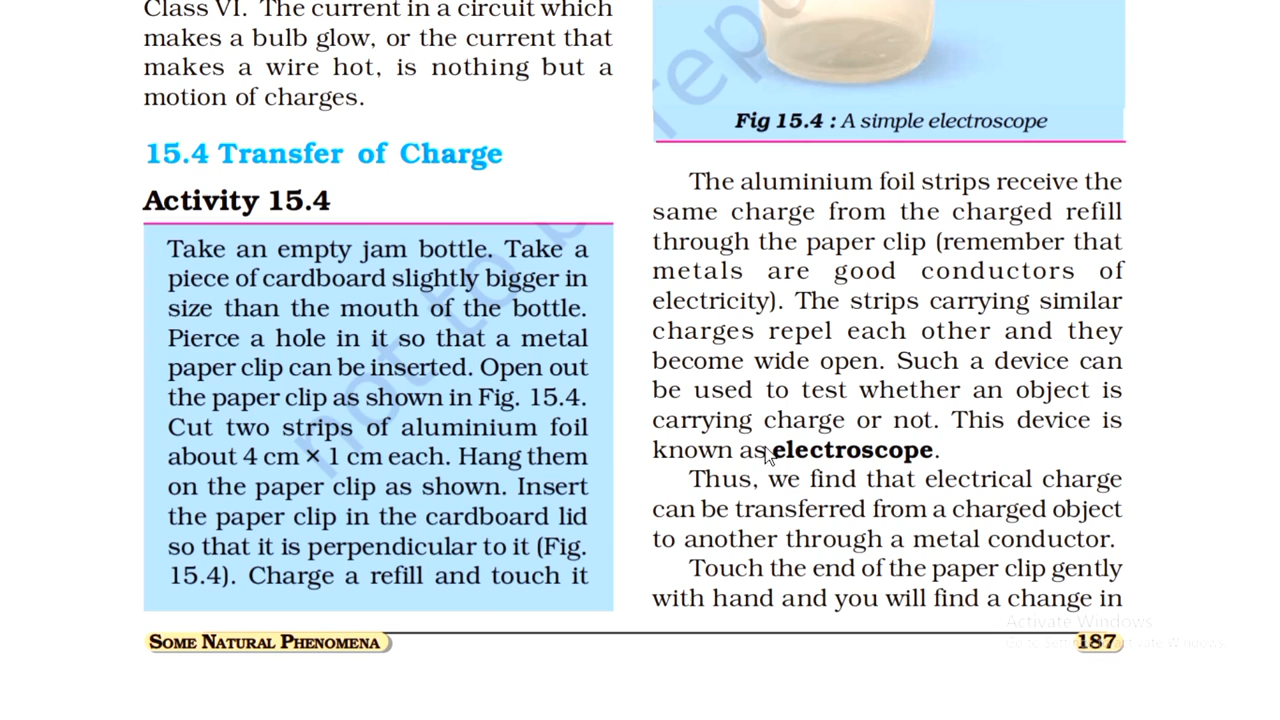 Class VI. The current in a circuit which
makes a bulb glow, or the current that
makes a wire hot, is nothing but a
motion of charges.
15.4 Transfer of Charge
Activity 15.4
Take an empty jam bottle. Take a
piece of cardboard slightly bigger in
size than the mouth of the bottle.
Pierce a hole in it so that a metal
paper clip can be inserted. Open out
the paper clip as shown in Fig. 15.4.
Cut two strips of aluminium foil
about 4 cm × 1 cm each. Hang them
on the paper clip as shown. Insert
the paper clip in the cardboard lid
so that it is perpendicular to it (Fig.
15.4). Charge a refill and touch it
Fig 15.4 : A simple electroscope
The aluminium foil strips receive the
same charge from the charged refill
through the paper clip (remember that
metals are good conductors of
electricity). The strips carrying similar
charges repel each other and they
become wide open. Such a device can
be used to test whether an object is
carrying charge or not. This device is
known as electroscope.
Thus, we find that electrical charge
can be transferred from a charged object
to another through a metal conductor.
Touch the end of the paper clip gently
with hand and you will find a change in
SOME NATURAL PHENOMENA
187
not to b
repu
Activate Windows